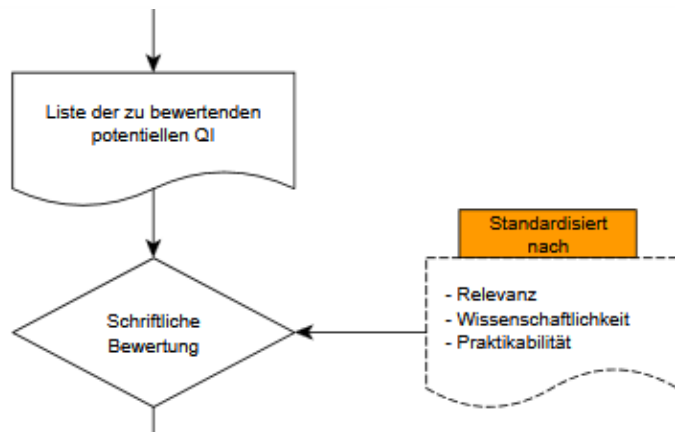 Liste der zu bewertenden
potentiellen QI
Standardisiert
nach
- Relevanz
- Wissenschaftlichkeit
- Praktikabilität
Schriftliche
Bewertung